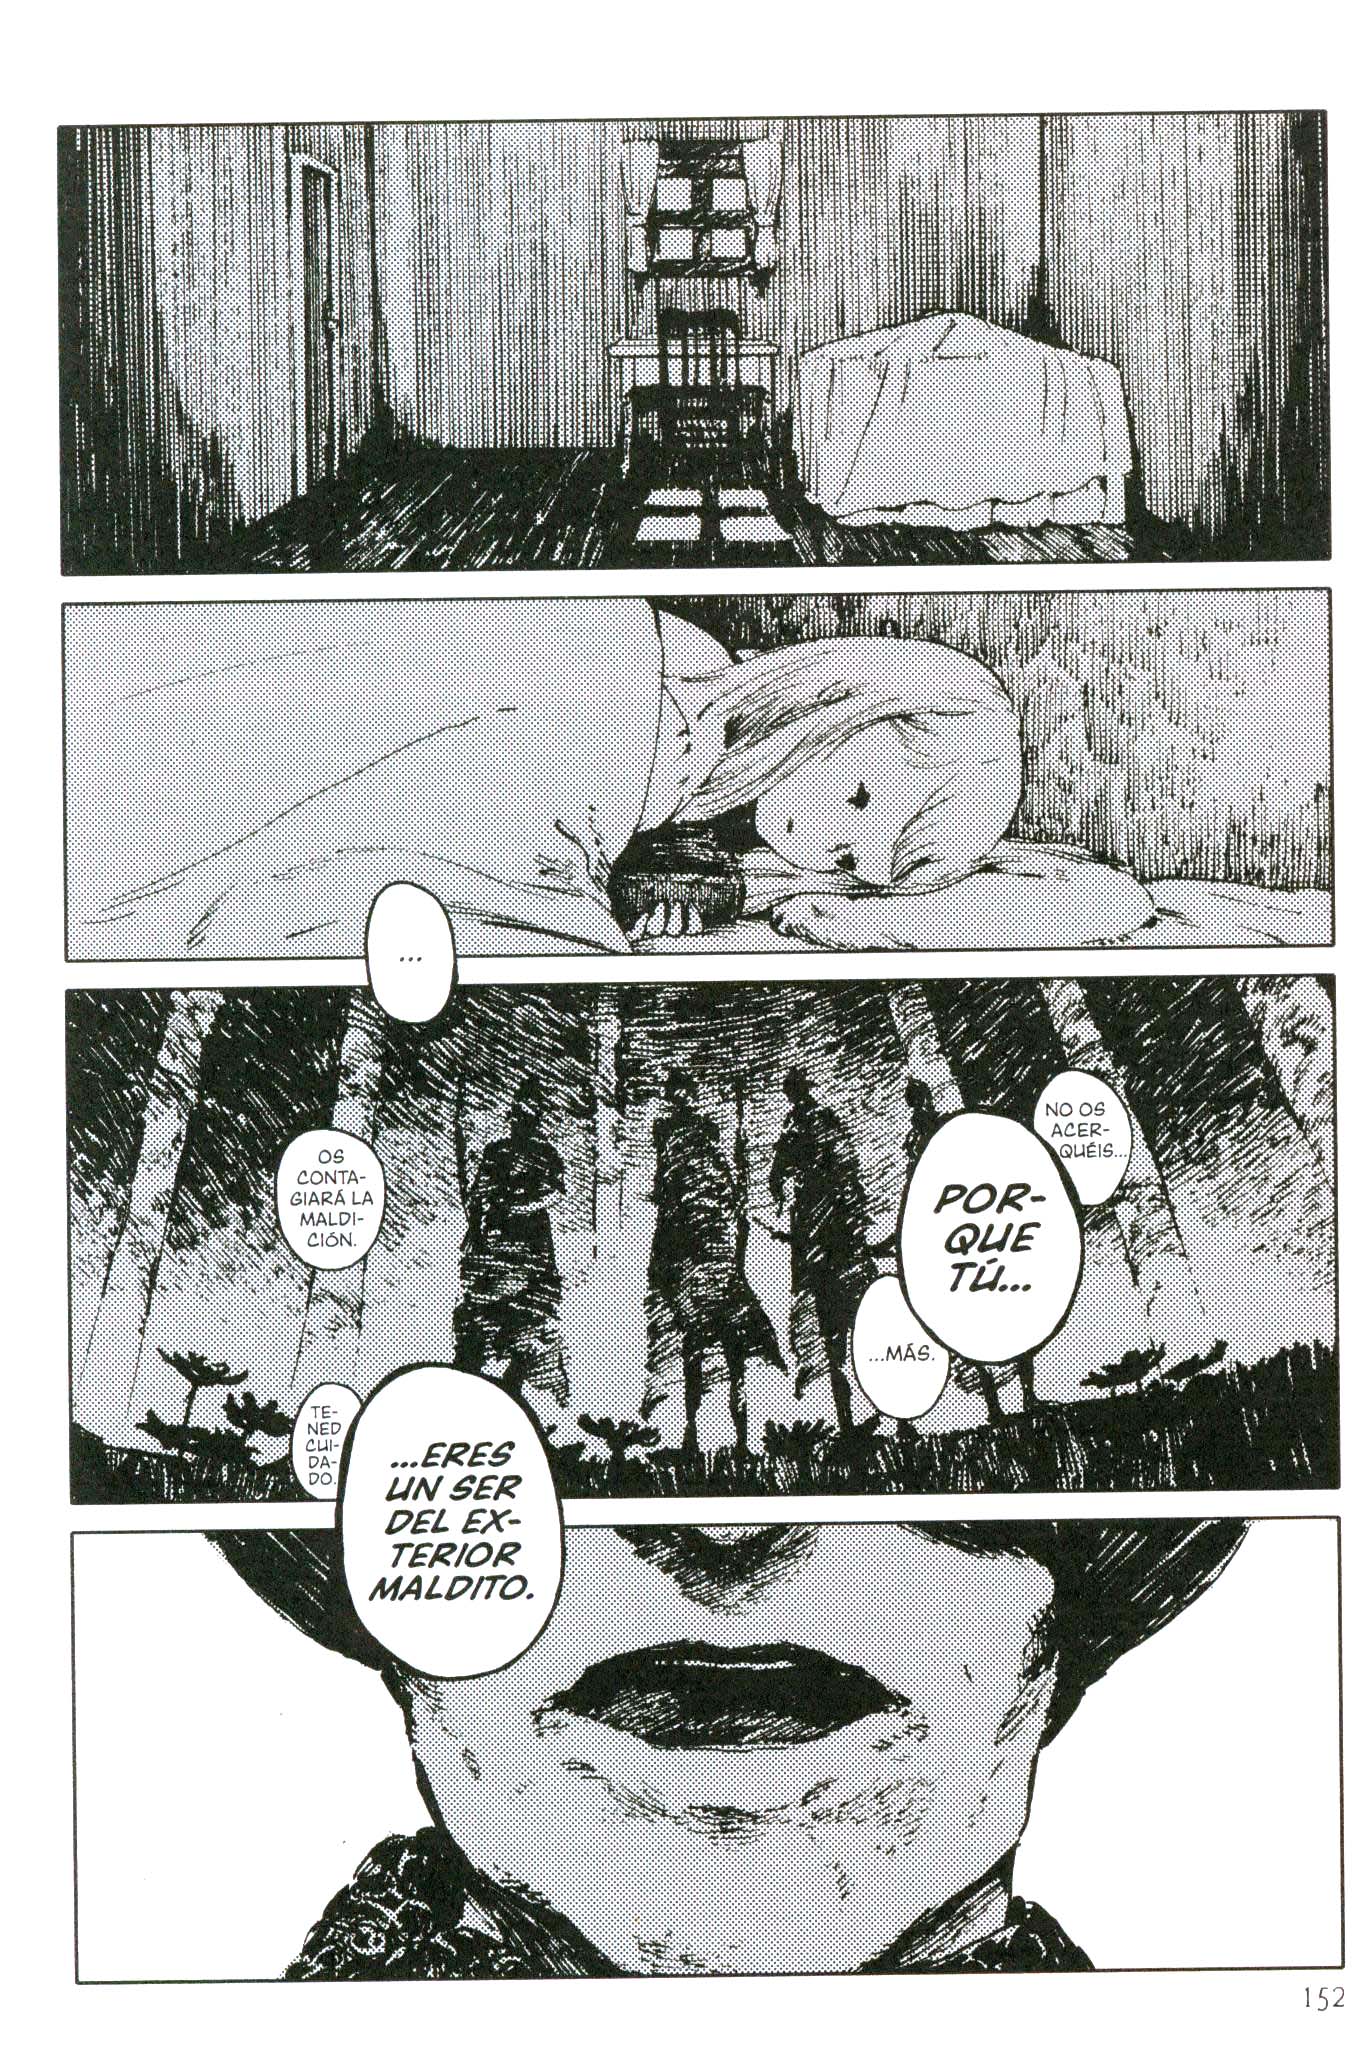 ...
NO OS
ACER-
QUÉIS...
...MÁS.
POR-
QUE
TÚ...
OS
CONTA-
GIARÁ LA
MALDI-
CIÓN.
TE-
NED
CUI-
DA-
DO.
...ERES
UN SER
DEL EX-
TERIOR
MALDITO.
152